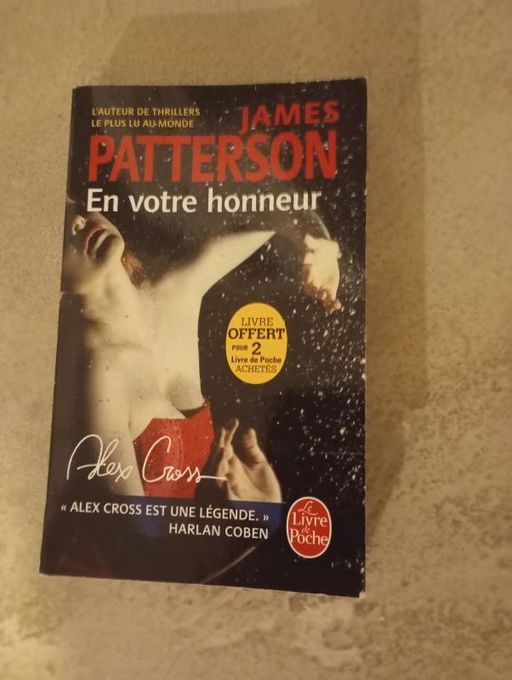 L'AUTEUR DE THRILLERS
LE PLUS LU AU MONDE
JAMES
PATTERSON
En votre honneur
LIVRE
OFFERT
POUR 2
Livre de Poche
ACHETÉS
Alex Cross
« ALEX CROSS EST UNE LÉGENDE. »
HARLAN COBEN
Le
Livre
de
Poche